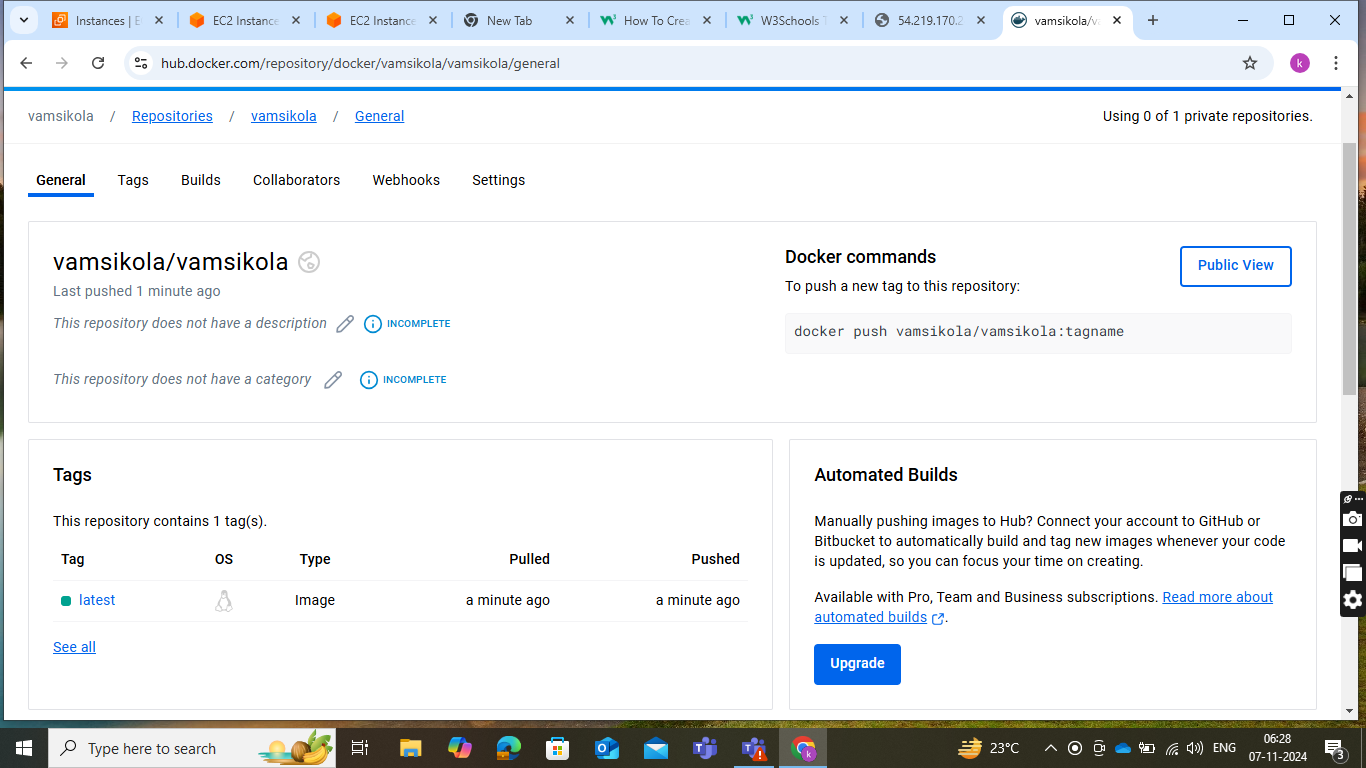 Instances | E
EC2 Instance
EC2 Instance
New Tab
How To Crea
W3Schools T
54.219.170.2
vamsikola/va
hub.docker.com/repository/docker/vamsikola/vamsikola/general
k
vamsikola / Repositories / vamsikola / General
Using 0 of 1 private repositories.
General
Tags
Builds
Collaborators
Webhooks
Settings
vamsikola/vamsikola
Last pushed 1 minute ago
This repository does not have a description
INCOMPLETE
This repository does not have a category
INCOMPLETE
Docker commands
Public View
To push a new tag to this repository:
docker push vamsikola/vamsikola:tagname
Tags
This repository contains 1 tag(s).
Tag OS Type Pulled Pushed
latest Image a minute ago a minute ago
See all
Automated Builds
Manually pushing images to Hub? Connect your account to GitHub or
Bitbucket to automatically build and tag new images whenever your code
is updated, so you can focus your time on creating.
Available with Pro, Team and Business subscriptions. Read more about
automated builds .
Upgrade
Type here to search
k
23°C
ENG
06:28
07-11-2024
3